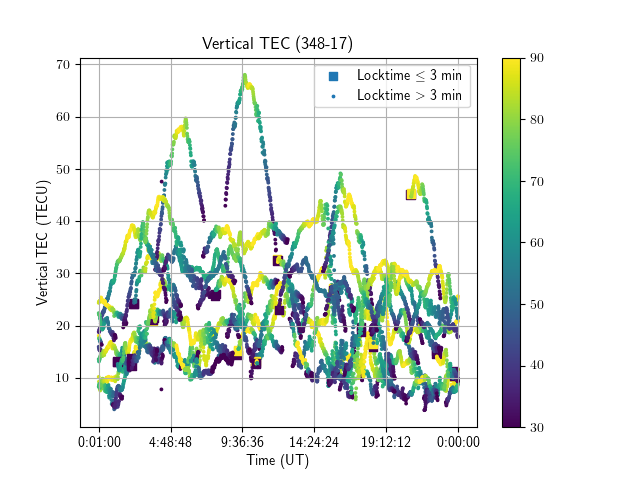 Vertical TEC (348-17)
Locktime ≤ 3 min
Locktime > 3 min
Vertical TEC (TECU)
70
60
50
40
30
20
10
0:01:00 4:48:48 9:36:36 14:24:24 19:12:12 0:00:00
Time (UT)
90
80
70
60
50
40
30